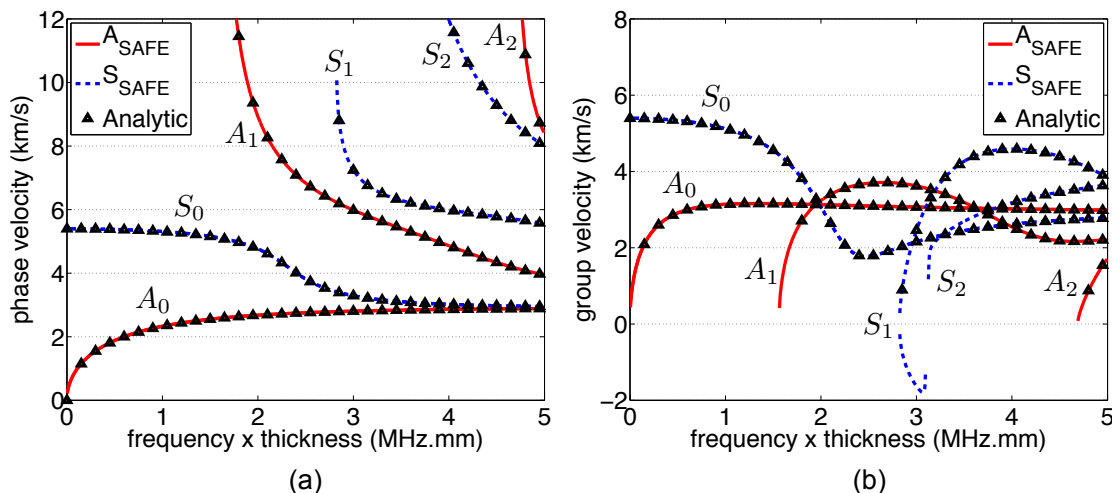 12
10
8
6
4
2
0
0
1
2
3
4
5
phase velocity (km/s)
frequency x thickness (MHz.mm)
A_SAFE
S_SAFE
Analytic
S_1
S_2
A_2
A_1
S_0
A_0
(a)
8
6
4
2
0
−2
0
1
2
3
4
5
group velocity (km/s)
frequency x thickness (MHz.mm)
A_SAFE
S_SAFE
Analytic
S_0
A_0
A_1
S_2
A_2
S_1
(b)